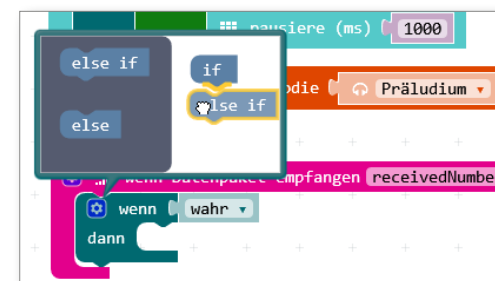 pausiere (ms) 1000
else if
if
else if
else
odie Präludium
wenn Datenpaket empfangen receivedNumbe
wenn wahr
dann